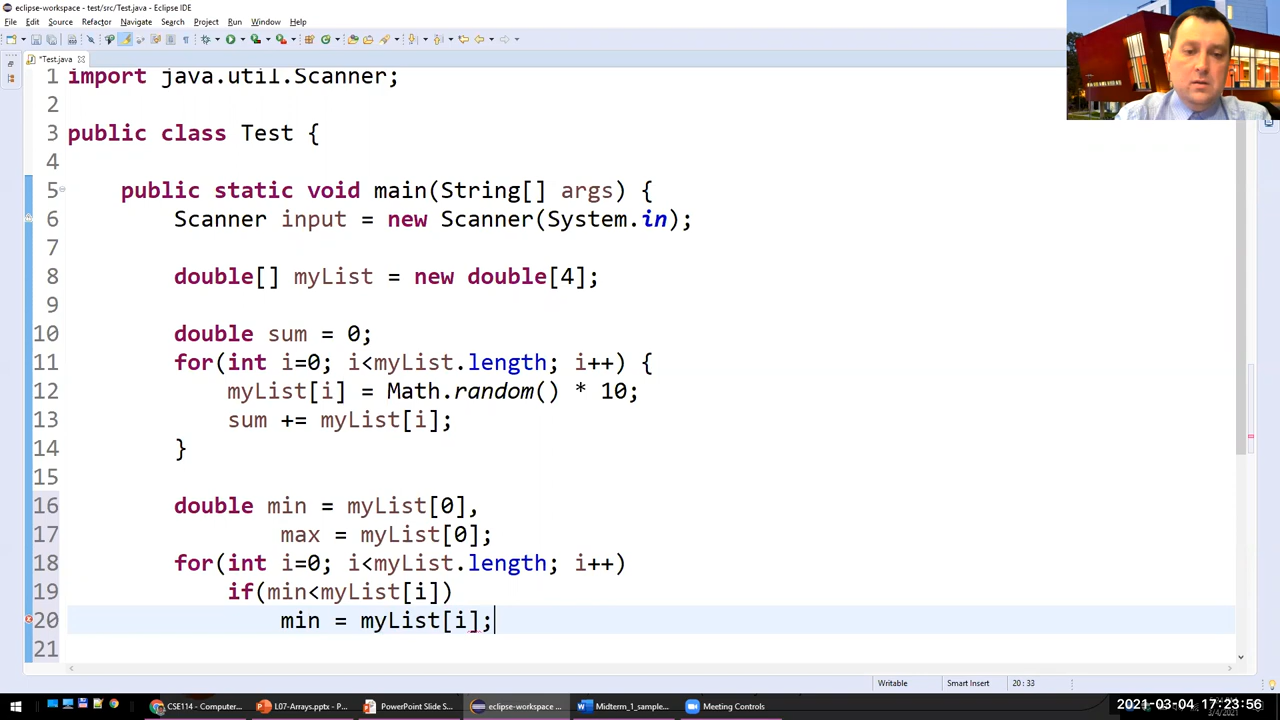 eclipse-workspace - test/src/Test.java - Eclipse IDE
File Edit Source Refactor Navigate Search Project Run Window Help
*Test.java
1 import java.util.Scanner;
2
3 public class Test {
4
5 public static void main(String[] args) {
6 Scanner input = new Scanner(System.in);
7
8 double[] myList = new double[4];
9
10 double sum = 0;
11 for(int i=0; i<myList.length; i++) {
12 myList[i] = Math.random() * 10;
13 sum += myList[i];
14 }
15
16 double min = myList[0],
17 max = myList[0];
18 for(int i=0; i<myList.length; i++)
19 if(min<myList[i])
20 min = myList[i];
21
Writable Smart Insert 20 : 33
CSE114 - Computer... L07-Arrays.pptx - P... PowerPoint Slide S... eclipse-workspace ... Midterm_1_sample... Meeting Controls
2021-03-04 17:23:56